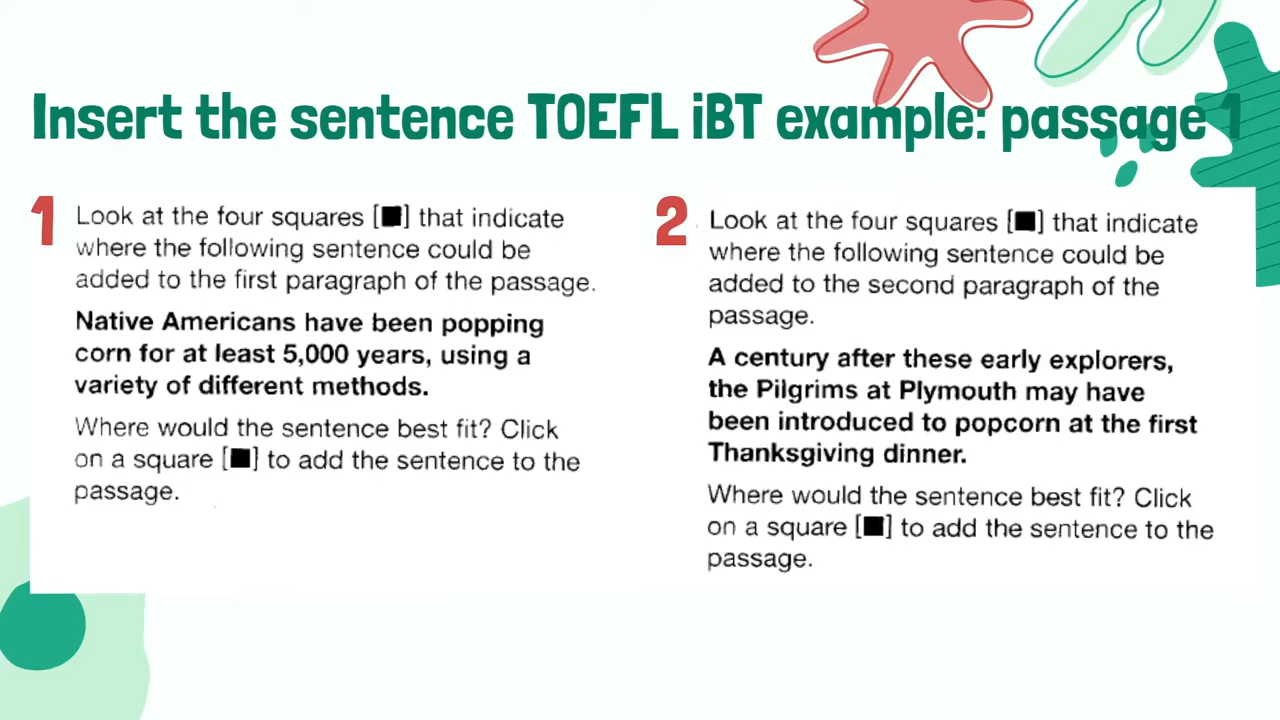 Insert the sentence TOEFL iBT example: passage 1
1
Look at the four squares [■] that indicate
where the following sentence could be
added to the first paragraph of the passage.
Native Americans have been popping
corn for at least 5,000 years, using a
variety of different methods.
Where would the sentence best fit? Click
on a square [■] to add the sentence to the
passage.
2
Look at the four squares [■] that indicate
where the following sentence could be
added to the second paragraph of the
passage.
A century after these early explorers,
the Pilgrims at Plymouth may have
been introduced to popcorn at the first
Thanksgiving dinner.
Where would the sentence best fit? Click
on a square [■] to add the sentence to the
passage.